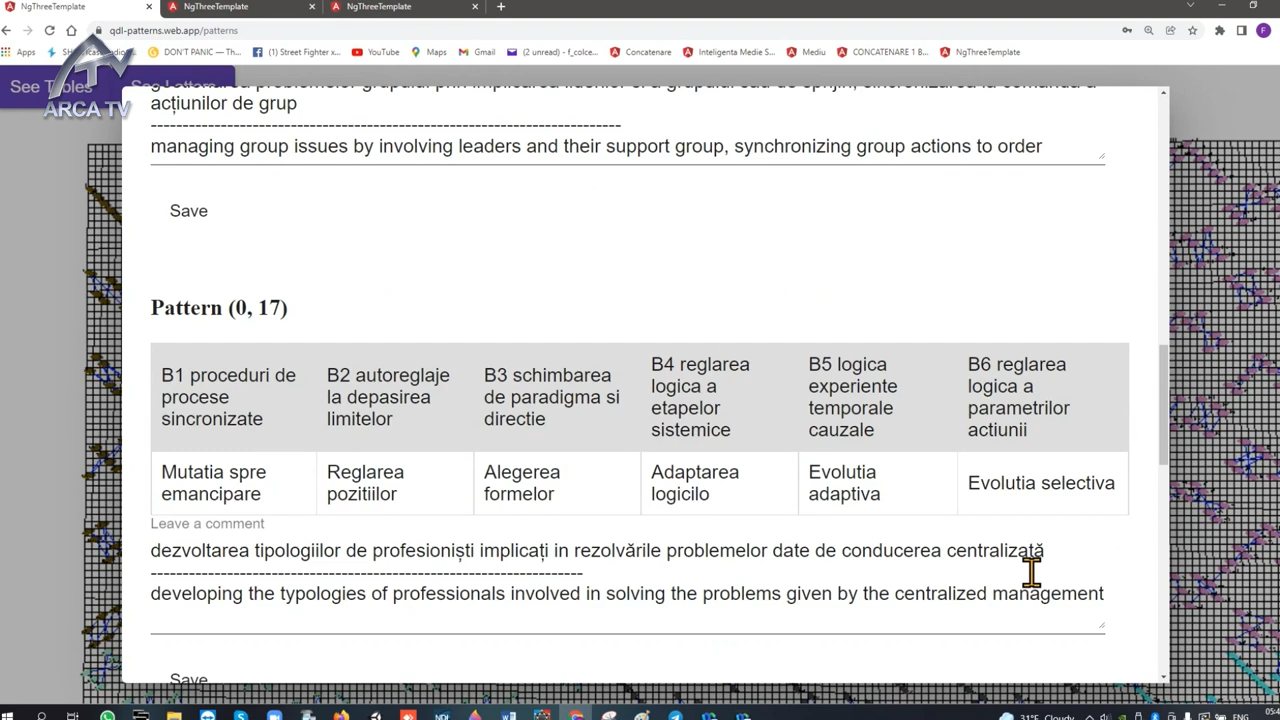 NgThreeTemplate
NgThreeTemplate
NgThreeTemplate
qdl-patterns.web.app/patterns
Apps
DON'T PANIC — Th...
(1) Street Fighter x...
YouTube
Maps
Gmail
(2 unread) - f_colce...
Concatenare
Inteligenta Medie S...
Mediu
CONCATENARE 1 B...
NgThreeTemplate
See Tables
ARCA TV
acțiunilor de grup
---------------------------------------------------------------------------
managing group issues by involving leaders and their support group, synchronizing group actions to order
Save
Pattern (0, 17)
B1 proceduri de procese sincronizate
B2 autoreglaje la depasirea limitelor
B3 schimbarea de paradigma si directie
B4 reglarea logica a etapelor sistemice
B5 logica experiente temporale cauzale
B6 reglarea logica a parametrilor actiunii
Mutatia spre emancipare
Reglarea pozitiilor
Alegerea formelor
Adaptarea logicilo
Evolutia adaptiva
Evolutia selectiva
Leave a comment
dezvoltarea tipologiilor de profesioniști implicați in rezolvările problemelor date de conducerea centralizată
---------------------------------------------------------------------
developing the typologies of professionals involved in solving the problems given by the centralized management
Save
31°F Cloudy
ENG